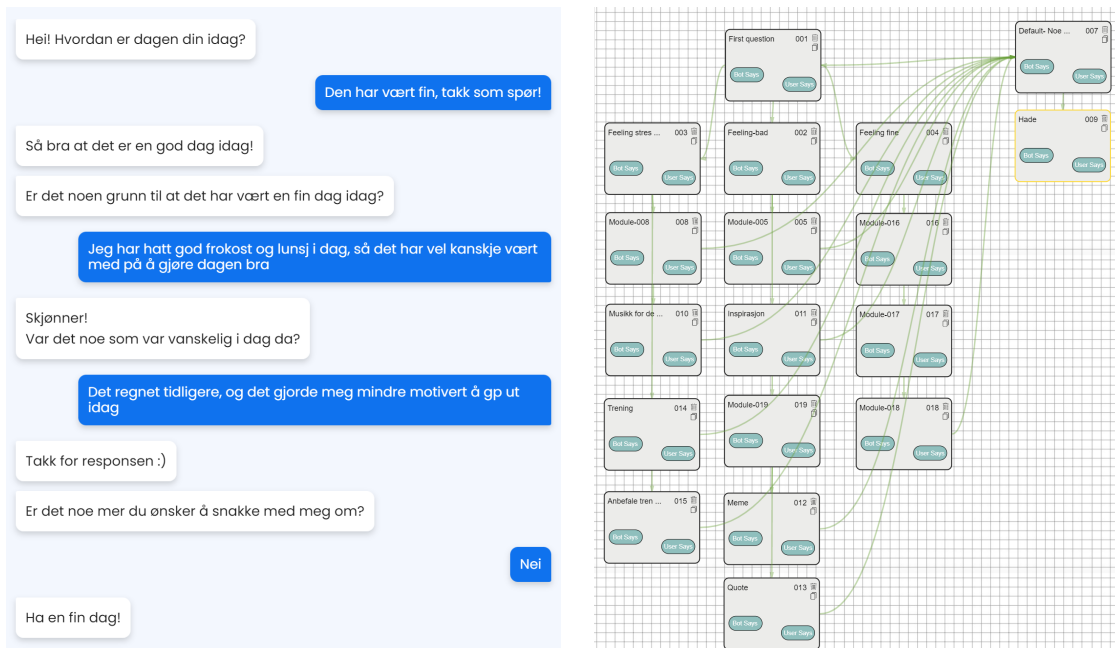 Hei! Hvordan er dagen din idag?
Den har vært fin, takk som spør!
Så bra at det er en god dag idag!
Er det noen grunn til at det har vært en fin dag idag?
Jeg har hatt god frokost og lunsj i dag, så det har vel kanskje vært
med på å gjøre dagen bra
Skjønner!
Var det noe som var vanskelig i dag da?
Det regnet tidligere, og det gjorde meg mindre motivert å gp ut
idag
Takk for responsen :)
Er det noe mer du ønsker å snakke med meg om?
Nei
Ha en fin dag!
First question 001
Bot Says
User Says
Default- Noe ... 007
Bot Says
User Says
Hade 009
Bot Says
User Says
Feeling stres ... 003
Bot Says
User Says
Feeling-bad 002
Bot Says
User Says
Feeling fine 004
Bot Says
User Says
Module-008 008
Bot Says
User Says
Module-005 005
Bot Says
User Says
Module-016 016
Bot Says
User Says
Musikk for de ... 010
Bot Says
User Says
Inspirasjon 011
Bot Says
User Says
Module-017 017
Bot Says
User Says
Trening 014
Bot Says
User Says
Module-019 019
Bot Says
User Says
Module-018 018
Bot Says
User Says
Anbefale tren ... 015
Bot Says
User Says
Meme 012
Bot Says
User Says
Quote 013
Bot Says
User Says